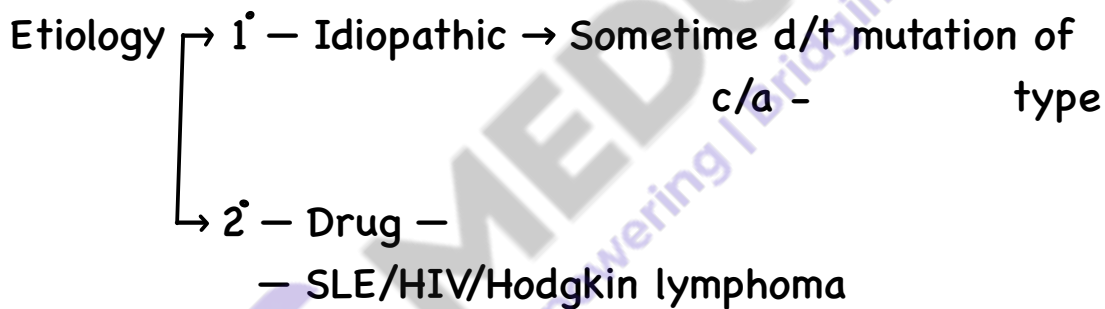 Etiology → 1° — Idiopathic → Sometime d/t mutation of
c/a - type
→ 2° — Drug —
— SLE/HIV/Hodgkin lymphoma